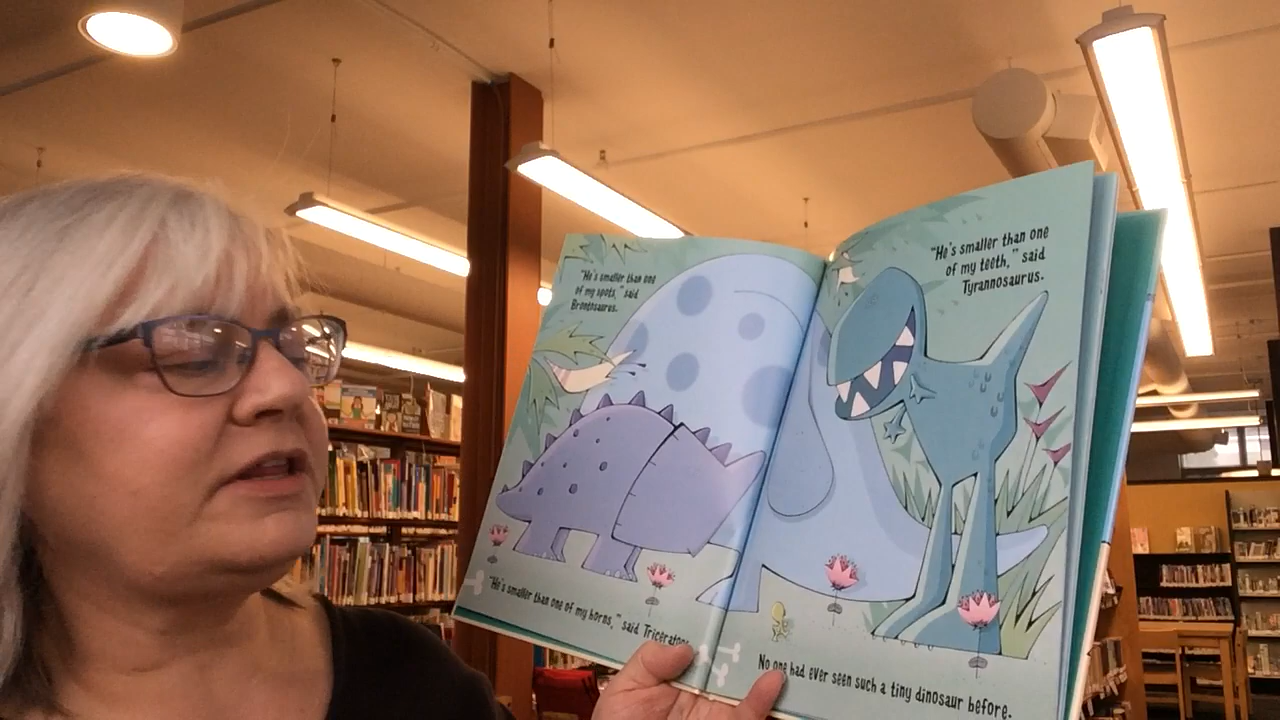 "He's smaller than one
of my spots," said
Brontosaurus.
"He's smaller than one of my horns," said Triceratops.
"He's smaller than one
of my teeth," said
Tyrannosaurus.
No one had ever seen such a tiny dinosaur before.